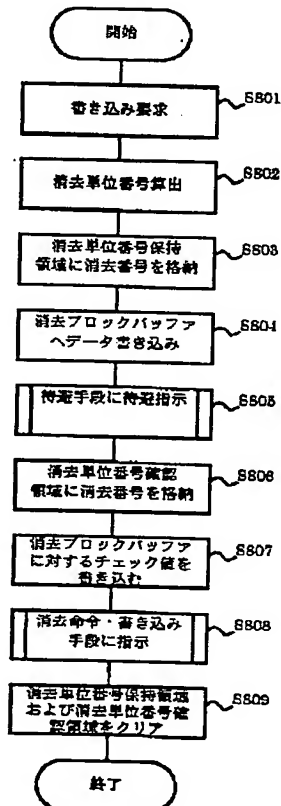 開始
書き込み要求
S801
消去単位番号算出
S802
消去単位番号保持
領域に消去番号を格納
S803
消去ブロックバッファ
へデータ書き込み
S804
待避手段に待避指示
S805
消去単位番号確認
領域に消去番号を格納
S806
消去ブロックバッファ
に対するチェック値を
書き込む
S807
消去命令・書き込み
手段に指示
S808
消去単位番号保持領域
および消去単位番号確
認領域をクリア
S809
終了